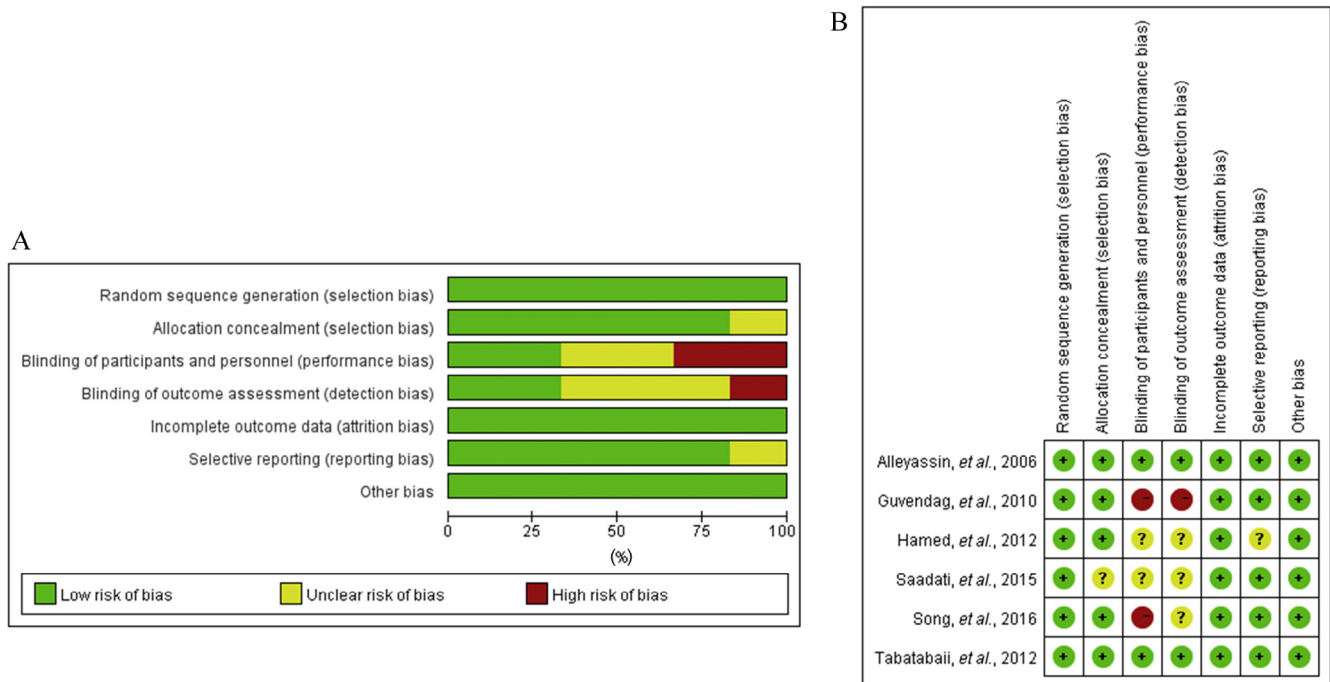 A
Random sequence generation (selection bias)
Allocation concealment (selection bias)
Blinding of participants and personnel (performance bias)
Blinding of outcome assessment (detection bias)
Incomplete outcome data (attrition bias)
Selective reporting (reporting bias)
Other bias
0 25 50 75 100
(%)
Low risk of bias Unclear risk of bias High risk of bias
B
Random sequence generation (selection bias)
Allocation concealment (selection bias)
Blinding of participants and personnel (performance bias)
Blinding of outcome assessment (detection bias)
Incomplete outcome data (attrition bias)
Selective reporting (reporting bias)
Other bias
Alleyassin, et al., 2006 + + + + + + +
Guvendag, et al., 2010 + + - - + + +
Hamed, et al., 2012 + + ? ? + ? +
Saadati, et al., 2015 + ? ? ? + + +
Song, et al., 2016 + + - ? + + +
Tabatabaii, et al., 2012 + + + + + + +